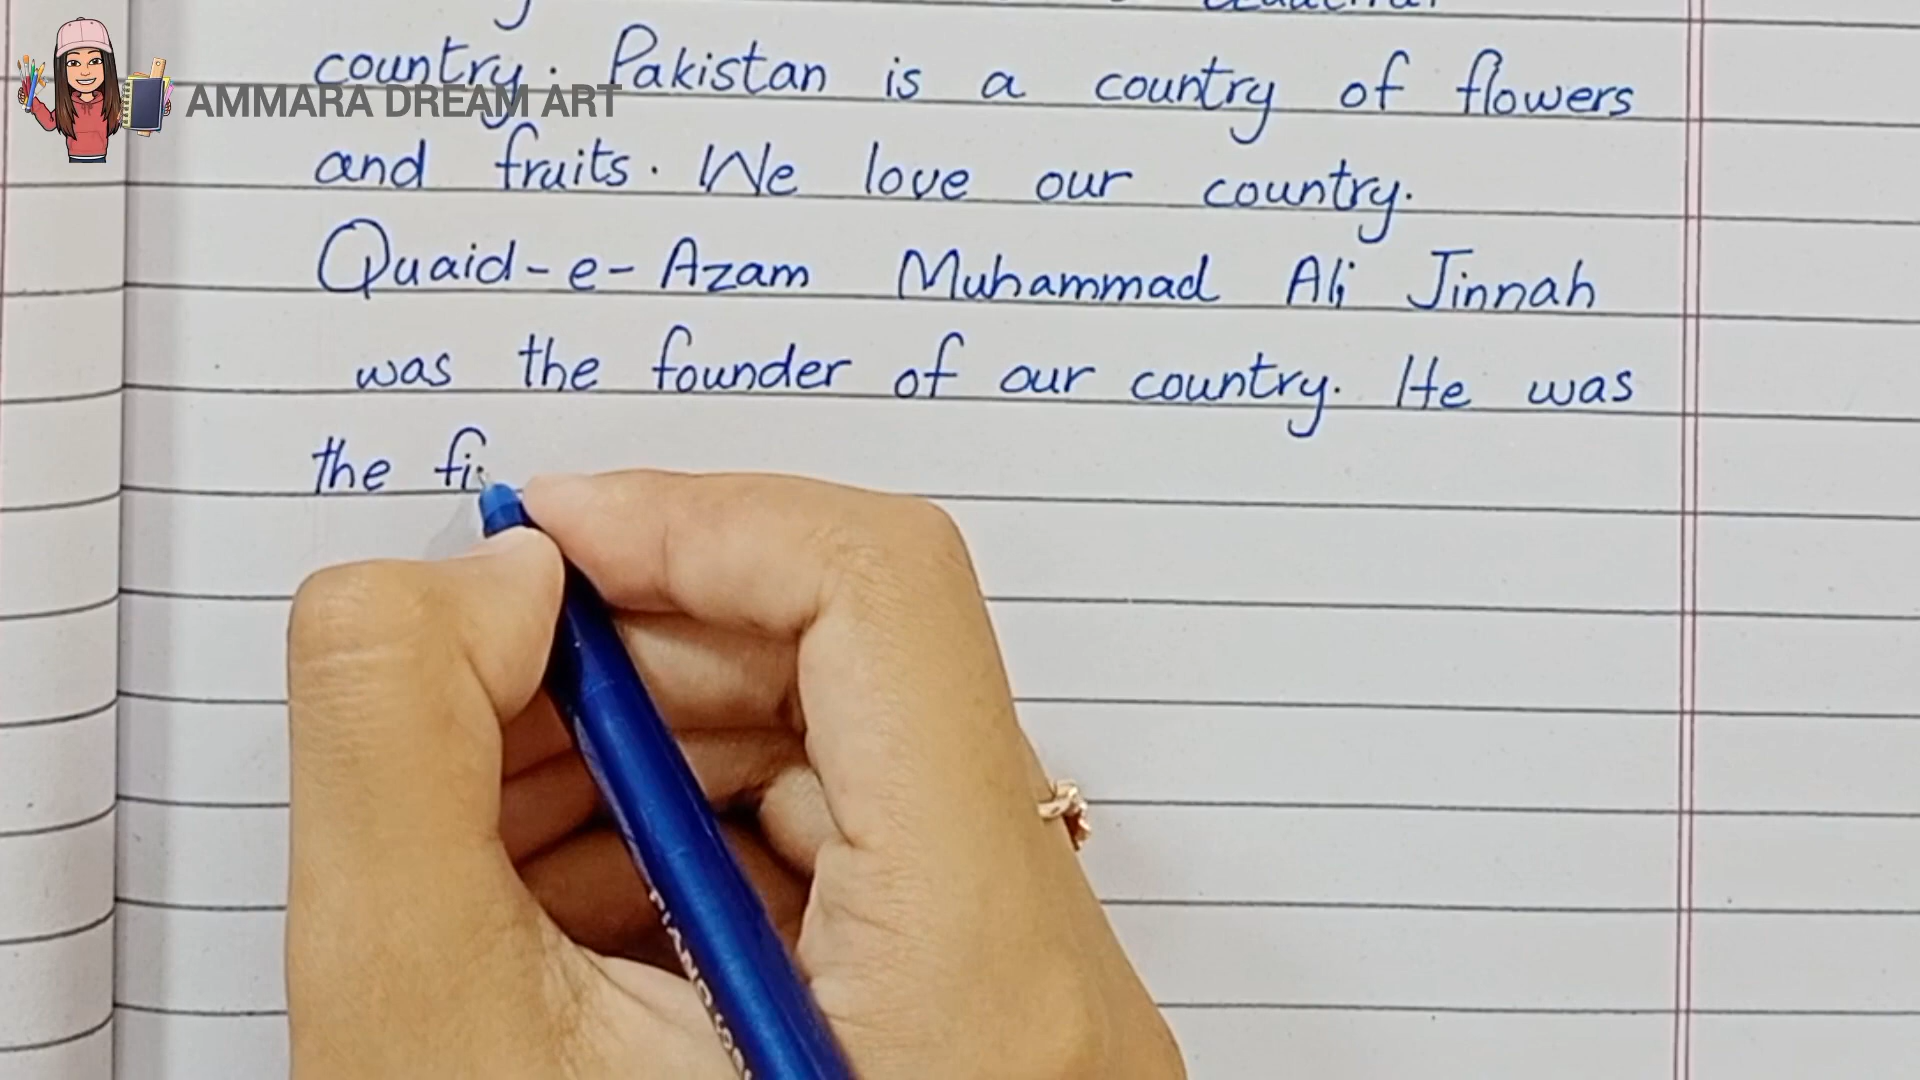 country. Pakistan is a country of flowers
AMMARA DREAM ART
and fruits. We love our country.
Quaid-e-Azam Muhammad Ali Jinnah
was the founder of our country. He was
the fi